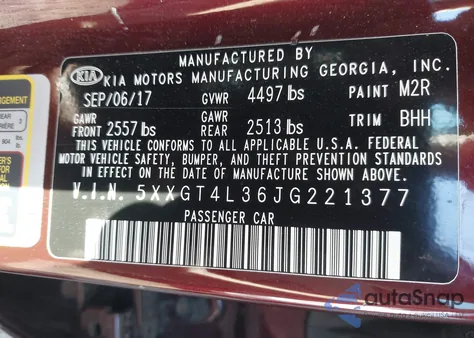 MANUFACTURED BY
KIA KIA MOTORS MANUFACTURING GEORGIA, INC.
SEP/06/17 GVWR 4497 lbs PAINT M2R
GAWR FRONT 2557 lbs GAWR REAR 2513 lbs TRIM BHH
THIS VEHICLE CONFORMS TO ALL APPLICABLE U.S.A. FEDERAL
MOTOR VEHICLE SAFETY, BUMPER, AND THEFT PREVENTION STANDARDS
IN EFFECT ON THE DATE OF MANUFACTURE SHOWN ABOVE.
V.I.N. 5XXGT4L36JG221377
PASSENGER CAR
autoSnap